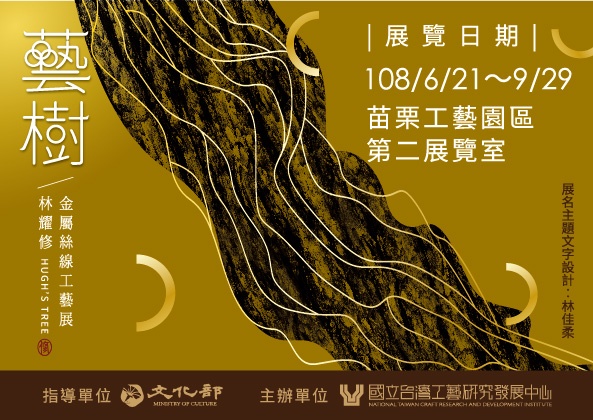 藝樹
金屬絲線工藝展
林耀修 HUGH'S TREE
|展覽日期|
108/6/21～9/29
苗栗工藝園區
第二展覽室
展名主題文字設計：林佳柔
指導單位 文化部
MINISTRY OF CULTURE
主辦單位 國立台灣工藝研究發展中心
NATIONAL TAIWAN CRAFT RESEARCH AND DEVELOPMENT INSTITUTE